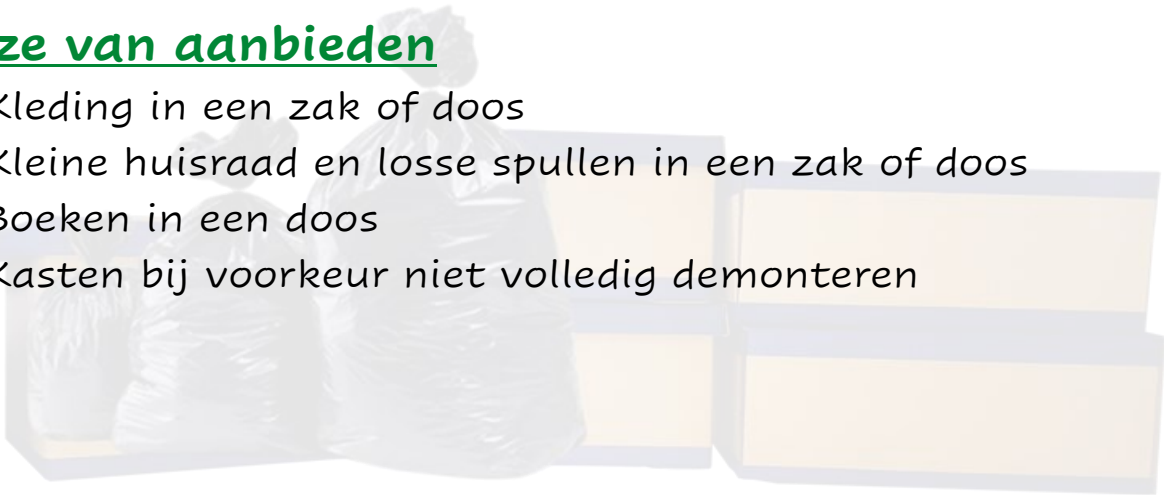 ze van aanbieden
Kleding in een zak of doos
Kleine huisraad en losse spullen in een zak of doos
Boeken in een doos
Kasten bij voorkeur niet volledig demonteren